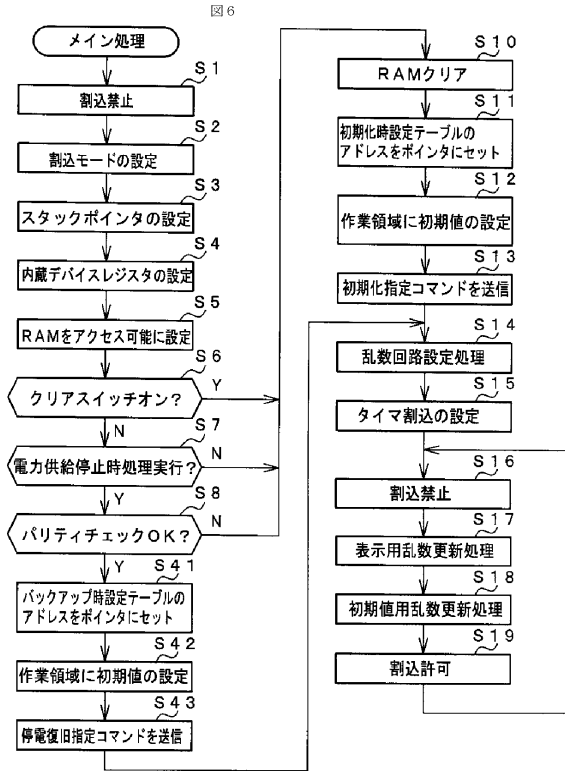 図6
メイン処理
S1
割込禁止
S2
割込モードの設定
S3
スタックポインタの設定
S4
内蔵デバイスレジスタの設定
S5
RAMをアクセス可能に設定
S6
クリアスイッチオン?
Y
N
S7
電力供給停止時処理実行?
N
Y
S8
パリティチェックOK?
N
Y
S41
バックアップ時設定テーブルの
アドレスをポインタにセット
S42
作業領域に初期値の設定
S43
停電復旧指定コマンドを送信
S10
RAMクリア
S11
初期化時設定テーブルの
アドレスをポインタにセット
S12
作業領域に初期値の設定
S13
初期化指定コマンドを送信
S14
乱数回路設定処理
S15
タイマ割込の設定
S16
割込禁止
S17
表示用乱数更新処理
S18
初期値用乱数更新処理
S19
割込許可